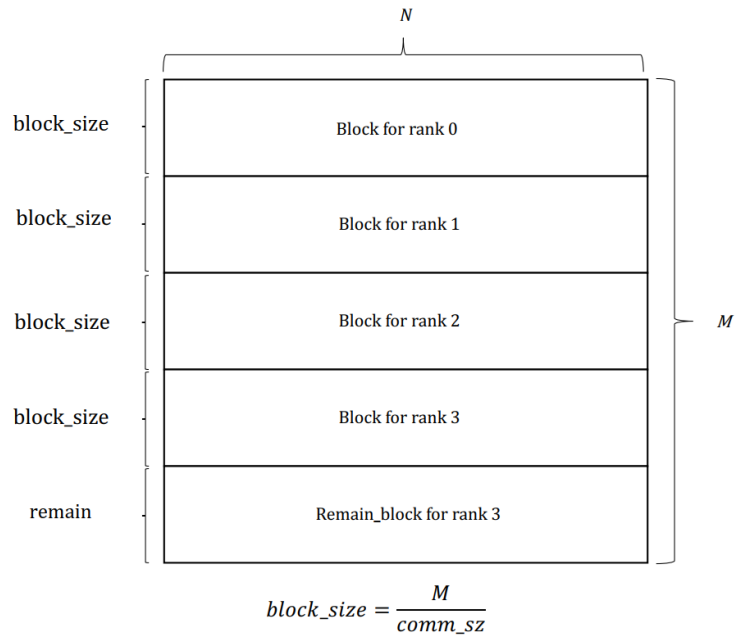 N
block_size
Block for rank 0
block_size
Block for rank 1
block_size
Block for rank 2
M
block_size
Block for rank 3
remain
Remain_block for rank 3
block_size = M / comm_sz